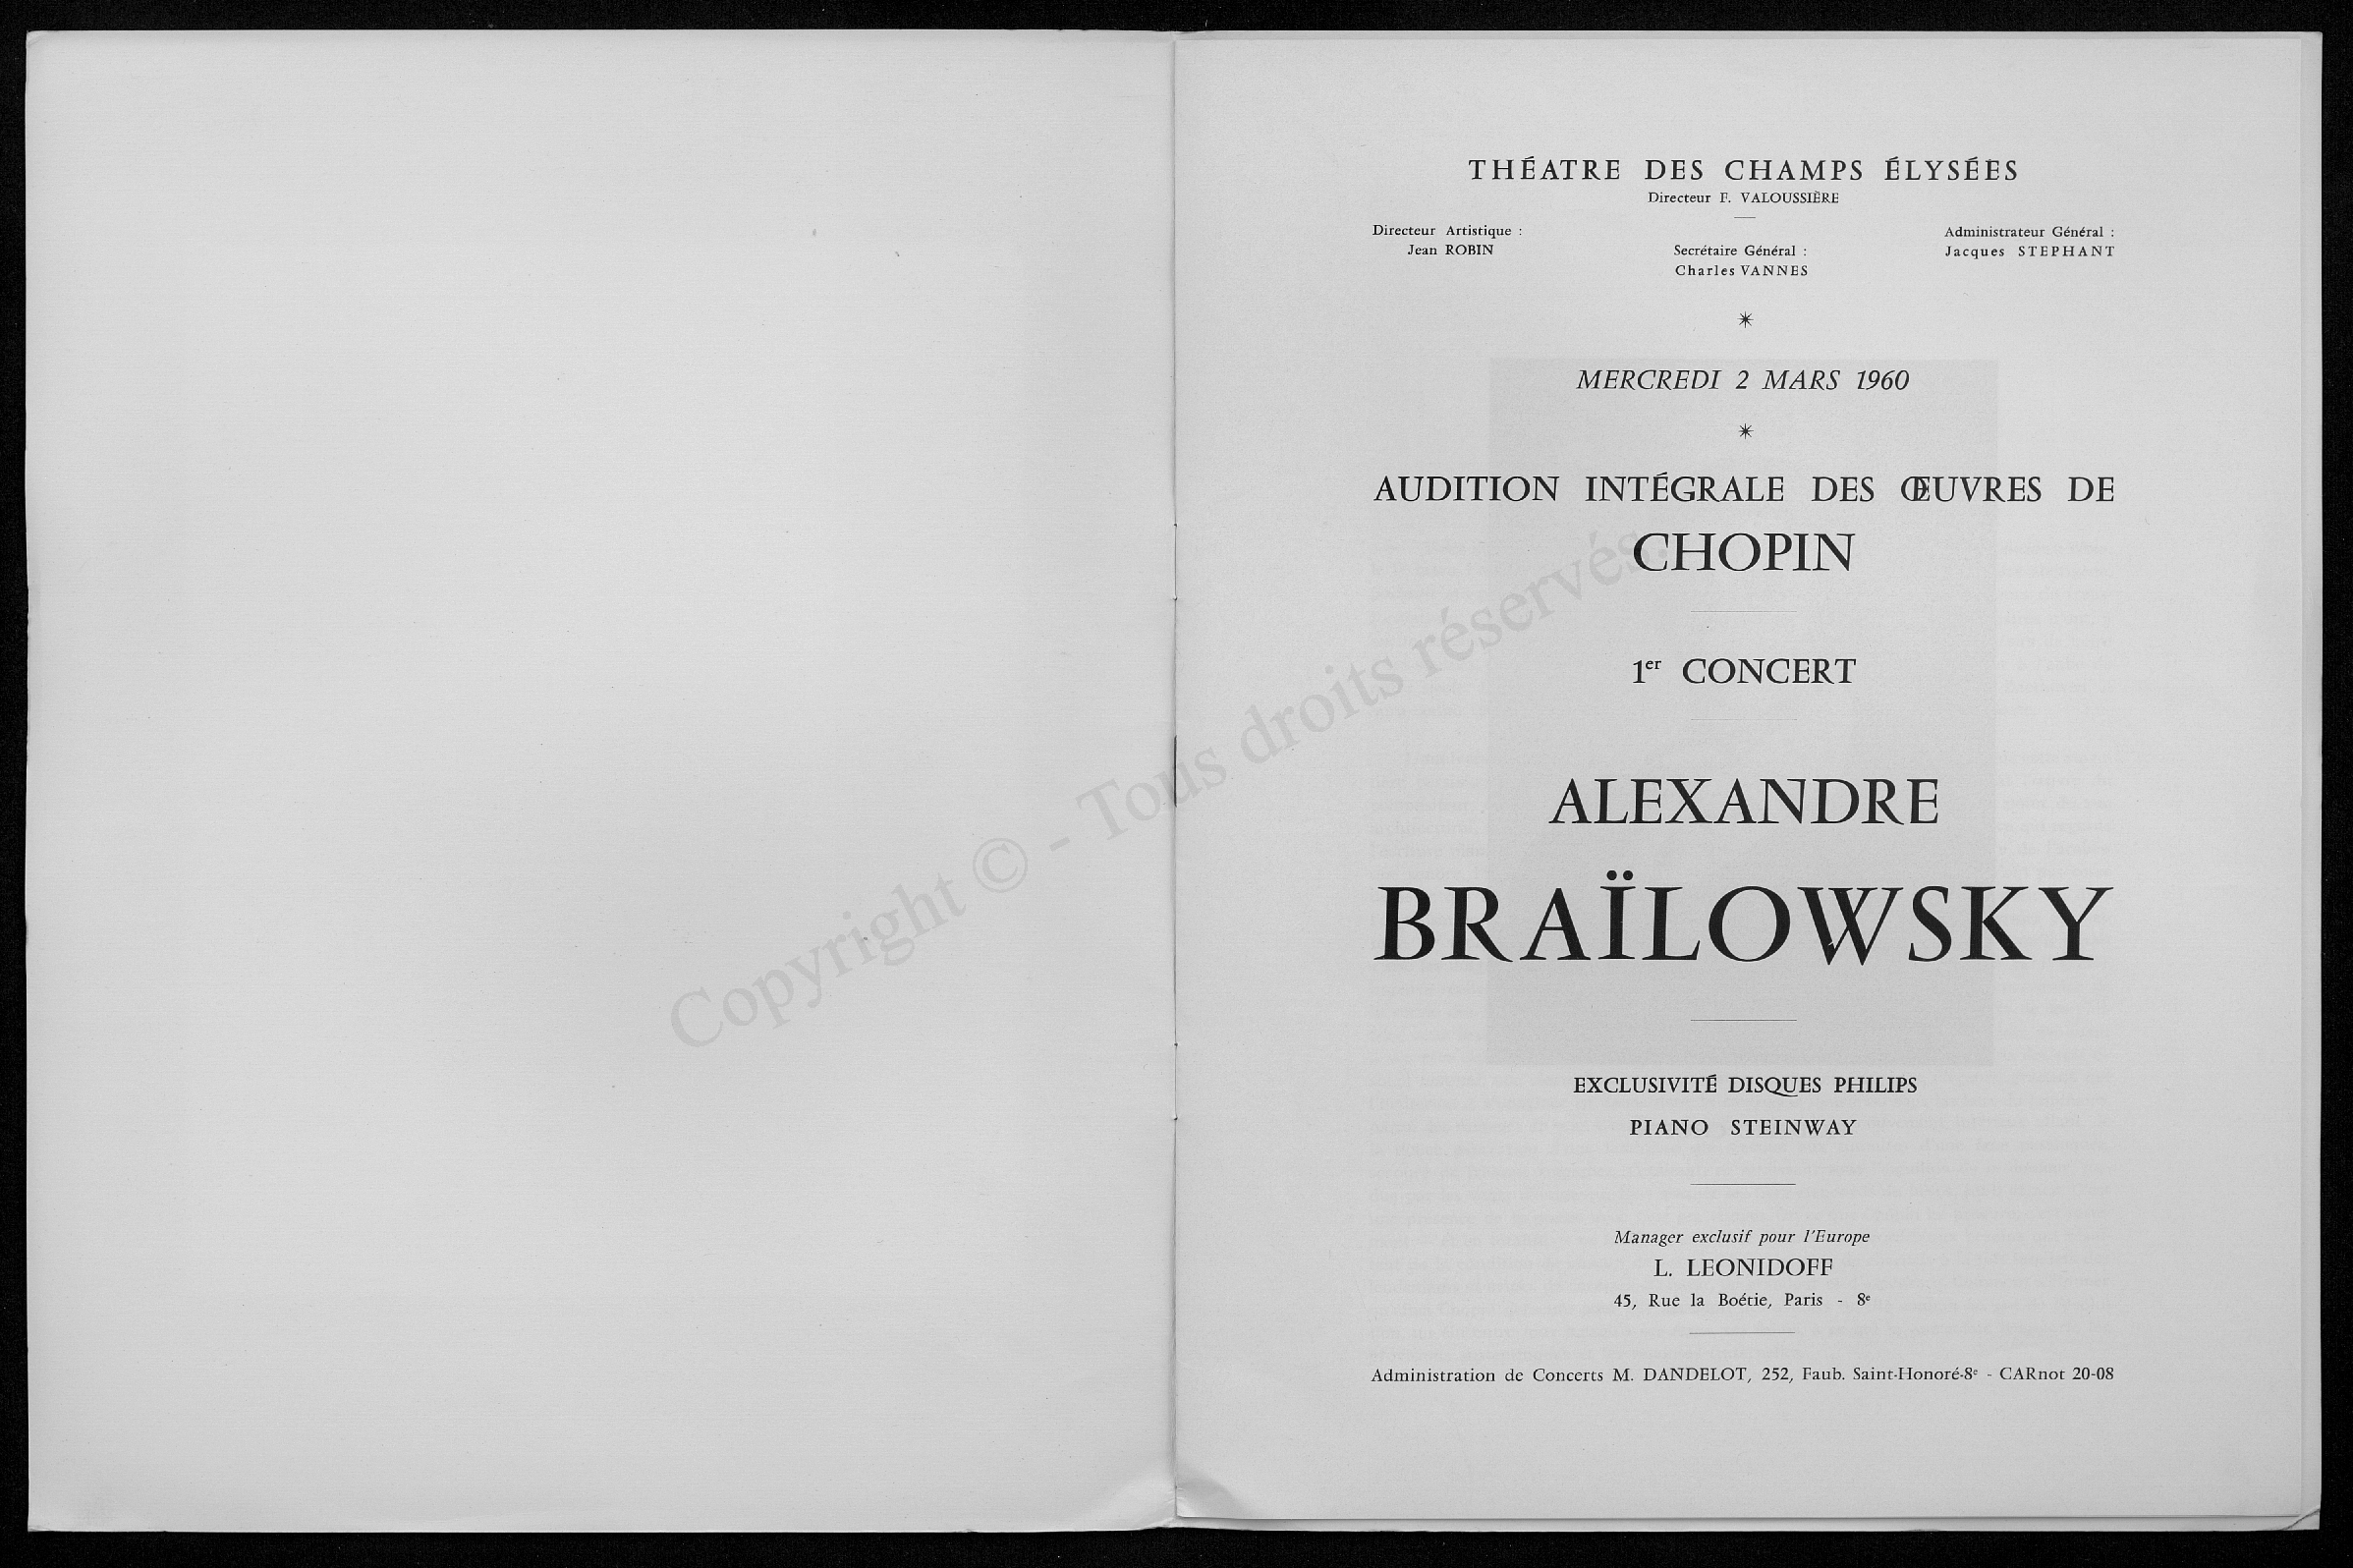 THÉATRE DES CHAMPS ÉLYSÉES
Directeur F. VALOUSSIÈRE
Directeur Artistique :
Jean ROBIN
Secrétaire Général :
Charles VANNES
Administrateur Général :
Jacques STEPHANT
MERCREDI 2 MARS 1960
AUDITION INTÉGRALE DES ŒUVRES DE
CHOPIN
1er CONCERT
ALEXANDRE
BRAÏLOWSKY
EXCLUSIVITÉ DISQUES PHILIPS
PIANO STEINWAY
Manager exclusif pour l'Europe
L. LEONIDOFF
45, Rue la Boétie, Paris - 8e
Administration de Concerts M. DANDELOT, 252, Faub. Saint-Honoré-8e - CARnot 20-08
Copyright © - Tous droits réservés.